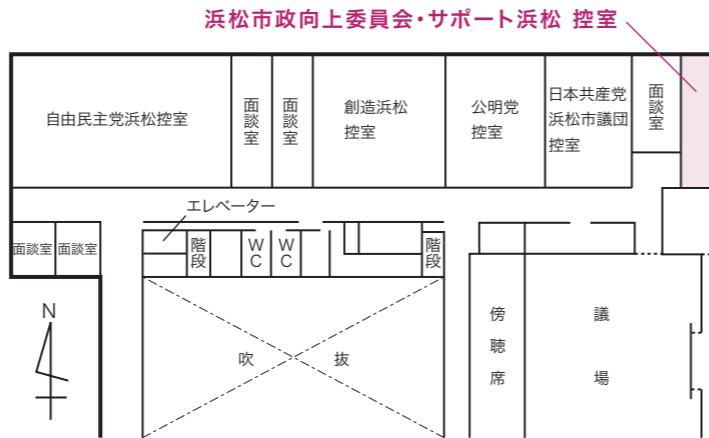 浜松市政向上委員会・サポート浜松 控室
自由民主党浜松控室
面談室
面談室
創造浜松
控室
公明党
控室
日本共産党
浜松市議団
控室
面談室
エレベーター
面談室
面談室
階段
WC
WC
階段
N
吹 抜
傍聴席
議場